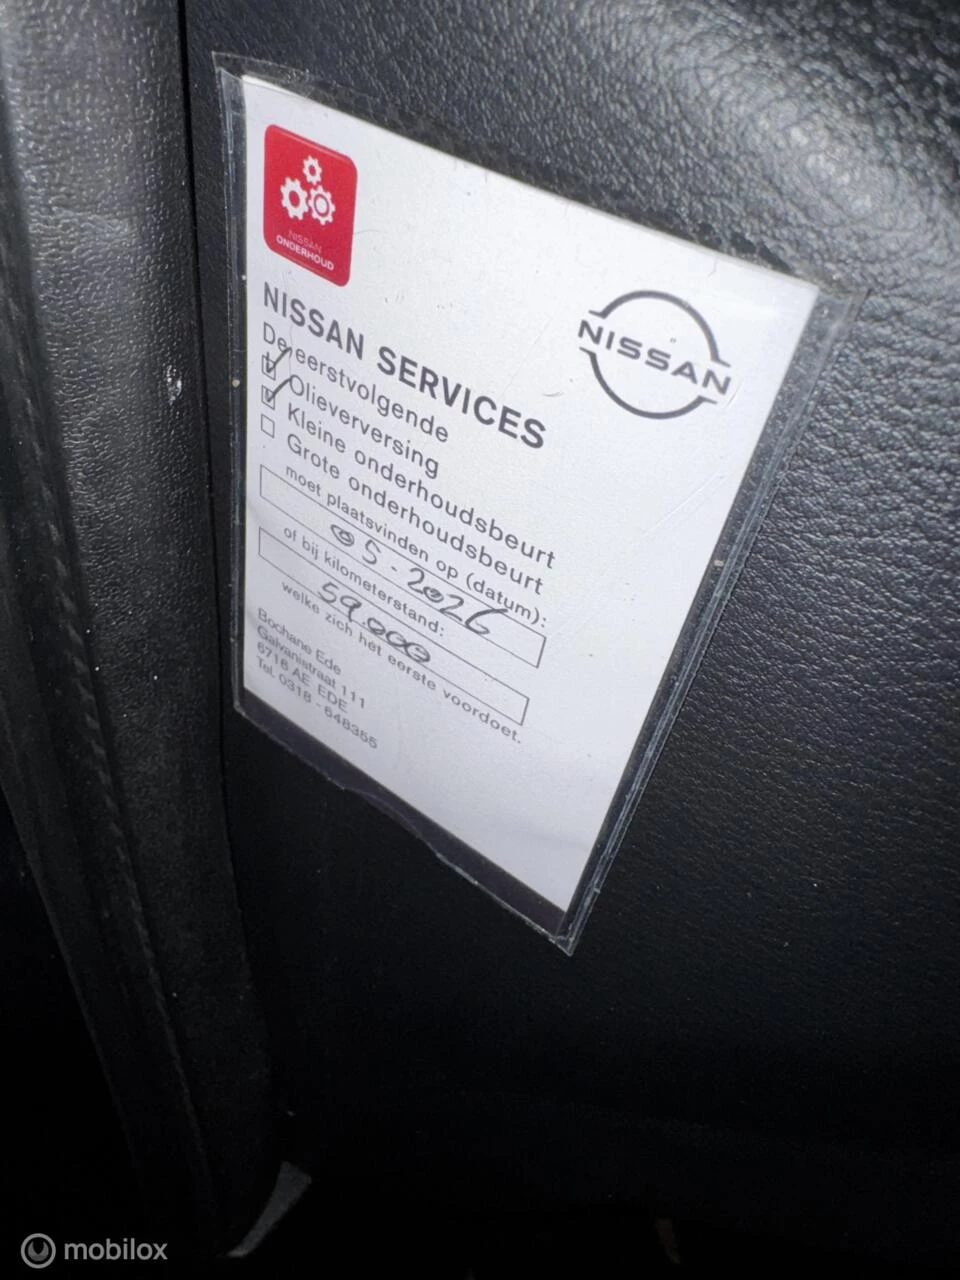 NISSAN
ONDERHOUD
NISSAN
NISSAN SERVICES
De eerstvolgende
Olieverversing
Kleine onderhoudsbeurt
Grote onderhoudsbeurt
moet plaatsvinden op (datum):
05-2026
of bij kilometerstand:
59.000
welke zich het eerste voordoet.
Bochane Ede
Galvanistraat 111
6716 AE EDE
Tel. 0318 - 648355
mobilox